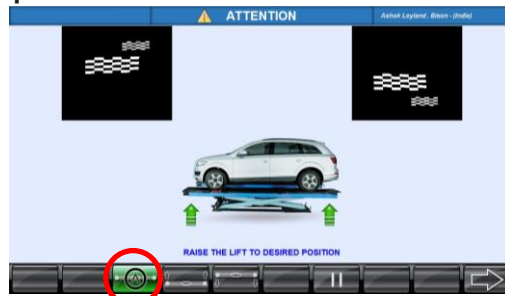 ATTENTION
Ashok Leyland , Bison - (India)
RAISE THE LIFT TO DESIRED POSITION